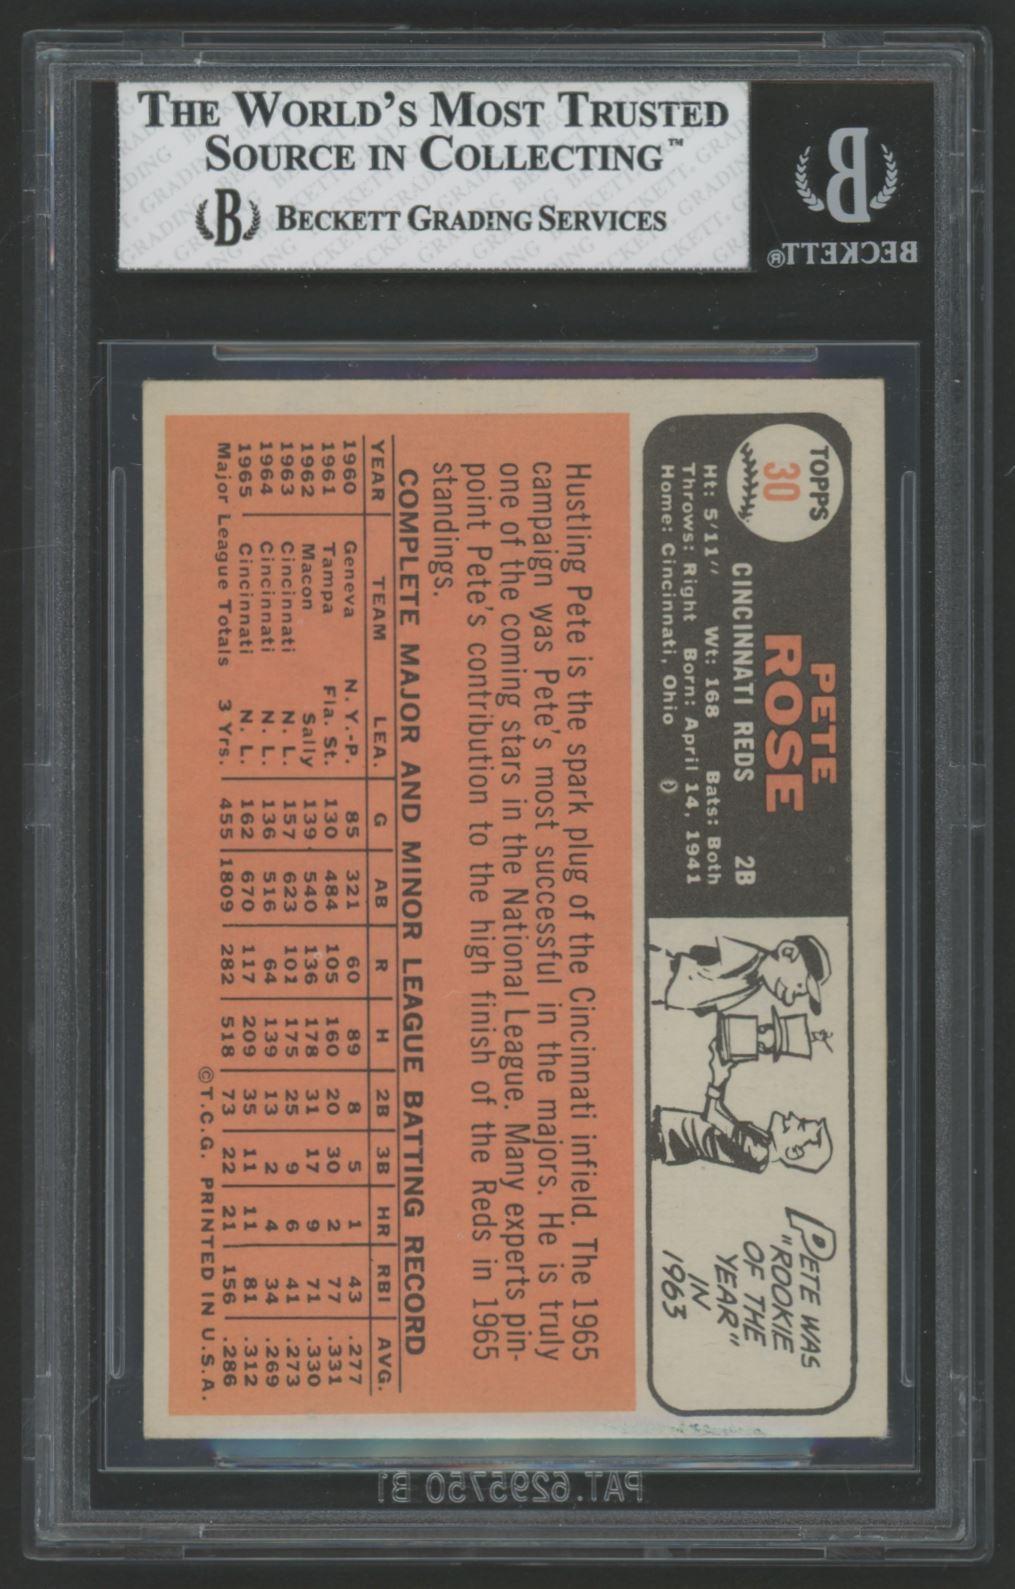 THE WORLD'S MOST TRUSTED
SOURCE IN COLLECTING™
B BECKETT GRADING SERVICES
B
BECKETT®
TOPPS
30
PETE
ROSE
CINCINNATI REDS 2B
Ht: 5'11" Wt: 168 Bats: Both
Throws: Right Born: April 14, 1941
Home: Cincinnati, Ohio
PETE WAS
"ROOKIE
OF THE
YEAR"
IN
1963
Hustling Pete is the spark plug of the Cincinnati infield. The 1965
campaign was Pete's most successful in the majors. He is truly
one of the coming stars in the National League. Many experts pin-
point Pete's contribution to the high finish of the Reds in 1965
standings.
COMPLETE MAJOR AND MINOR LEAGUE BATTING RECORD
YEAR TEAM LEA. G AB R H 2B 3B HR RBI AVG.
1960 Geneva N.Y.-P. 85 321 60 89 8 5 1 43 .277
1961 Tampa Fla. St. 130 484 105 160 20 30 2 77 .331
1962 Macon Sally 139 540 136 178 31 17 9 71 .330
1963 Cincinnati N. L. 157 623 101 175 25 9 6 41 .273
1964 Cincinnati N. L. 136 516 64 139 13 2 4 34 .269
1965 Cincinnati N. L. 162 670 117 209 35 11 11 81 .312
Major League Totals 3 Yrs. 455 1809 282 518 73 22 21 156 .286
©T.C.G. PRINTED IN U.S.A.
PAT.6295750 B1